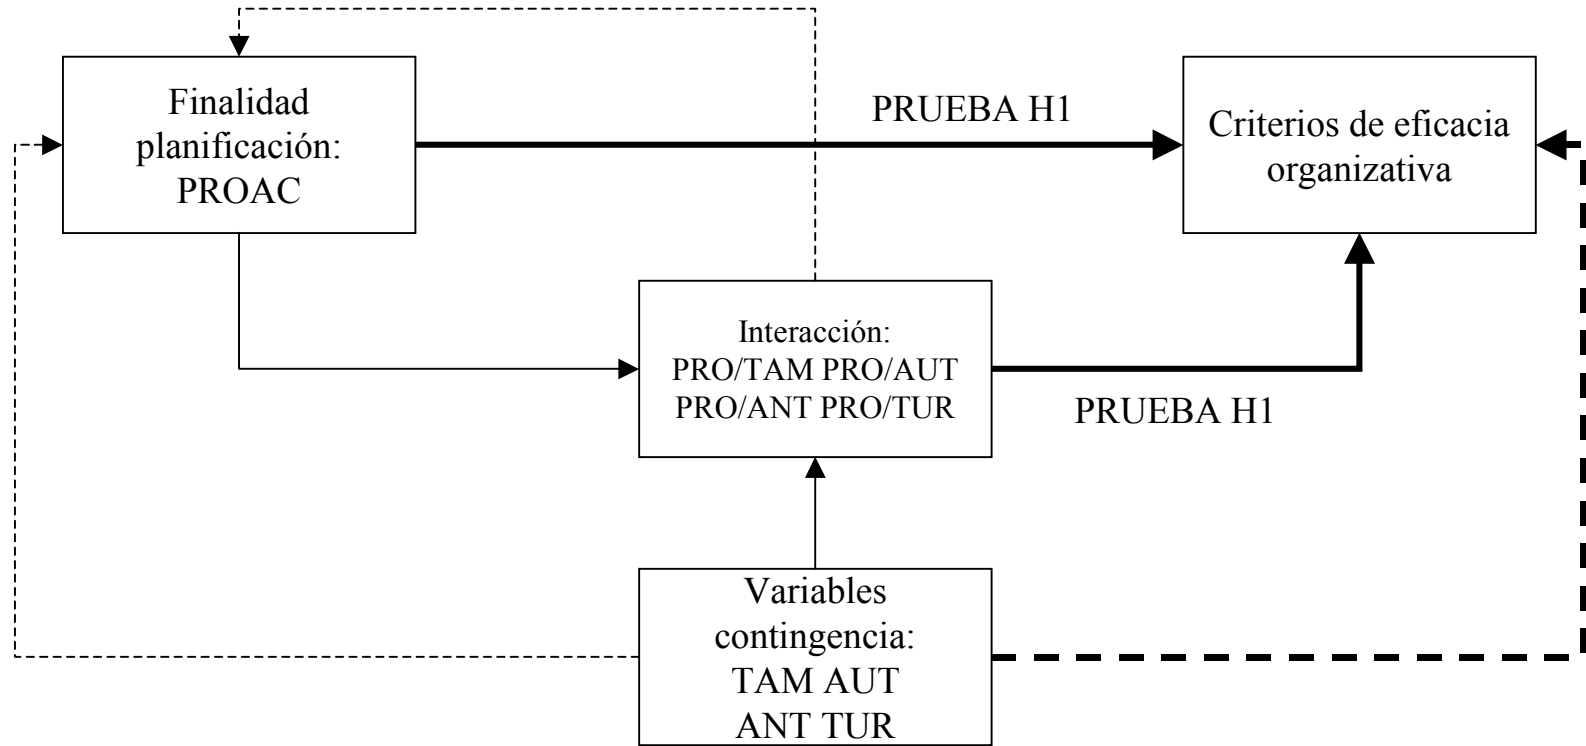 Finalidad
planificación:
PROAC
PRUEBA H1
Criterios de eficacia
organizativa
Interacción:
PRO/TAM PRO/AUT
PRO/ANT PRO/TUR
PRUEBA H1
Variables
contingencia:
TAM AUT
ANT TUR